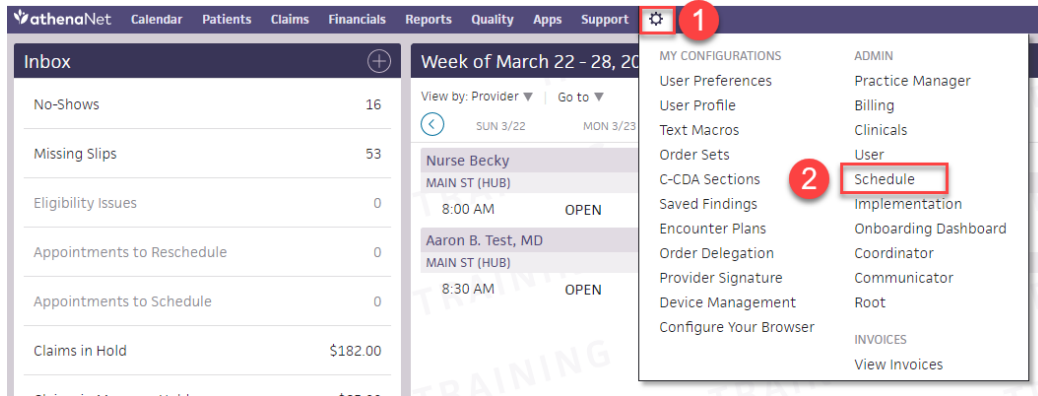 athenaNet Calendar Patients Claims Financials Reports Quality Apps Support 1
Inbox
No-Shows 16
Missing Slips 53
Eligibility Issues 0
Appointments to Reschedule 0
Appointments to Schedule 0
Claims in Hold $182.00
Week of March 22 - 28, 20
View by: Provider ▼ Go to ▼
SUN 3/22 MON 3/23
Nurse Becky
MAIN ST (HUB)
8:00 AM OPEN
Aaron B. Test, MD
MAIN ST (HUB)
8:30 AM OPEN
MY CONFIGURATIONS
User Preferences
User Profile
Text Macros
Order Sets
C-CDA Sections
Saved Findings
Encounter Plans
Order Delegation
Provider Signature
Device Management
Configure Your Browser
ADMIN
Practice Manager
Billing
Clinicals
User
2 Schedule
Implementation
Onboarding Dashboard
Coordinator
Communicator
Root
INVOICES
View Invoices
TRAINING
TRAINING
TRAINING